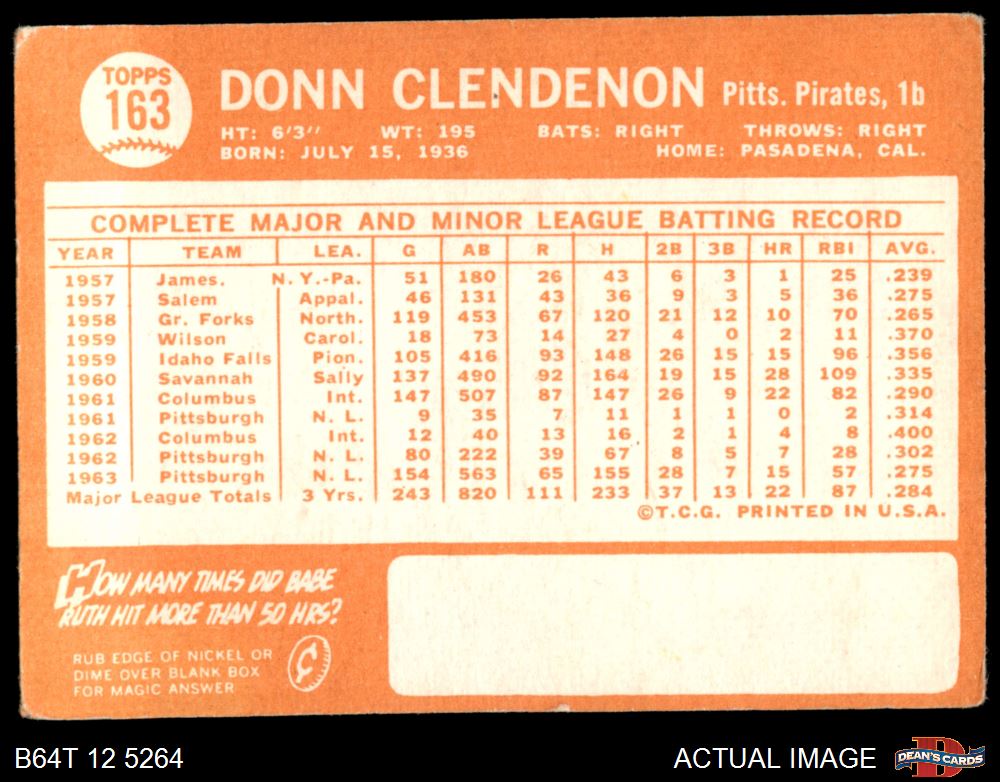 TOPPS
163
DONN CLENDENON Pitts. Pirates, 1b
HT: 6'3" WT: 195 BATS: RIGHT THROWS: RIGHT
BORN: JULY 15, 1936 HOME: PASADENA, CAL.
COMPLETE MAJOR AND MINOR LEAGUE BATTING RECORD
YEAR TEAM LEA. G AB R H 2B 3B HR RBI AVG.
1957 James. N.Y.-Pa. 51 180 26 43 6 3 1 25 .239
1957 Salem Appal. 46 131 43 36 9 3 5 36 .275
1958 Gr. Forks North. 119 453 67 120 21 12 10 70 .265
1959 Wilson Carol. 18 73 14 27 4 0 2 11 .370
1959 Idaho Falls Pion. 105 416 93 148 26 15 15 96 .356
1960 Savannah Sally 137 490 92 164 19 15 28 109 .335
1961 Columbus Int. 147 507 87 147 26 9 22 82 .290
1961 Pittsburgh N. L. 9 35 7 11 1 1 0 2 .314
1962 Columbus Int. 12 40 13 16 2 1 4 8 .400
1962 Pittsburgh N. L. 80 222 39 67 8 5 7 28 .302
1963 Pittsburgh N. L. 154 563 65 155 28 7 15 57 .275
Major League Totals 3 Yrs. 243 820 111 233 37 13 22 87 .284
©T.C.G. PRINTED IN U.S.A.
HOW MANY TIMES DID BABE
RUTH HIT MORE THAN 50 HRS?
RUB EDGE OF NICKEL OR
DIME OVER BLANK BOX
FOR MAGIC ANSWER
¢
B64T 12 5264 ACTUAL IMAGE
D
DEAN'S CARDS